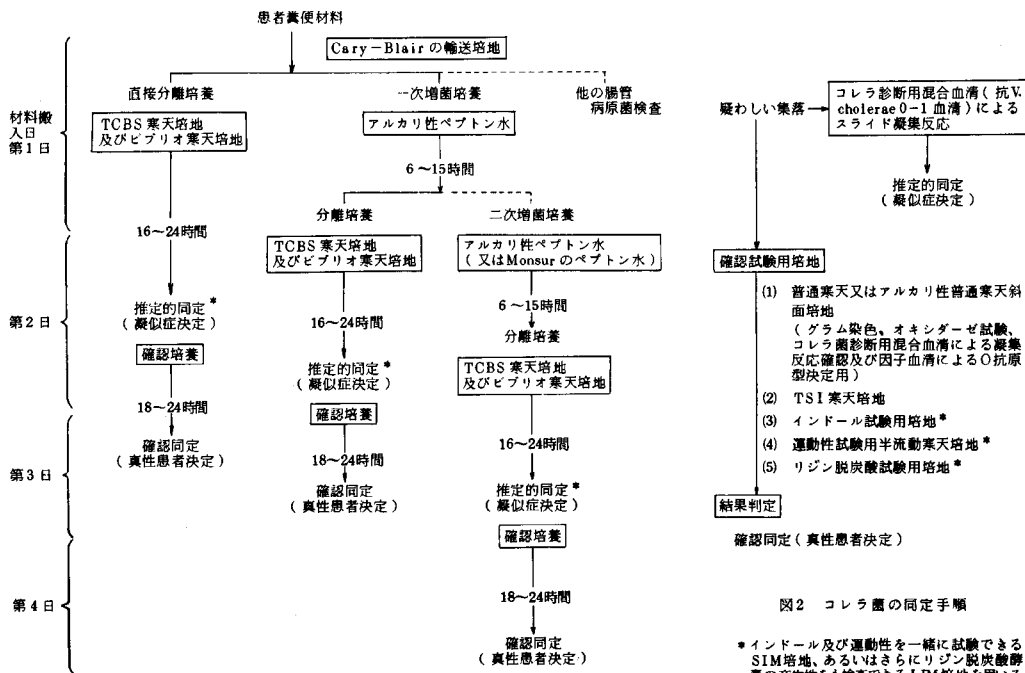 患者糞便材料
Cary－Blairの輸送培地
直接分離培養
一次増菌培養
他の腸管
病原菌検査
材料搬
入日
第1日
TCBS寒天培地
及びビブリオ寒天培地
アルカリ性ペプトン水
6～15時間
分離培養
二次増菌培養
16～24時間
TCBS寒天培地
及びビブリオ寒天培地
アルカリ性ペプトン水
(又はMonsurのペプトン水)
第2日
推定的同定*
(擬似症決定)
16～24時間
6～15時間
分離培養
確認培養
推定的同定*
(擬似症決定)
TCBS寒天培地
及びビブリオ寒天培地
18～24時間
確認培養
第3日
確認同定
(真性患者決定)
18～24時間
16～24時間
確認同定
(真性患者決定)
推定的同定*
(擬似症決定)
確認培養
第4日
18～24時間
確認同定
(真性患者決定)
疑わしい集落
コレラ診断用混合血清(抗V.
cholerae 0－1 血清)による
スライド凝集反応
推定的同定
(擬似症決定)
確認試験用培地
(1) 普通寒天又はアルカリ性普通寒天斜
面培地
(グラム染色、オキシダーゼ試験、
コレラ菌診断用混合血清による凝集
反応確認及び因子血清によるO抗原
型決定用)
(2) TSI寒天培地
(3) インドール試験用培地*
(4) 運動性試験用半流動寒天培地*
(5) リジン脱炭酸試験用培地*
結果判定
確認同定(真性患者決定)
図2 コレラ菌の同定手順
*インドール及び運動性を一緒に試験できる
SIM培地、あるいはさらにリジン脱炭酸酵